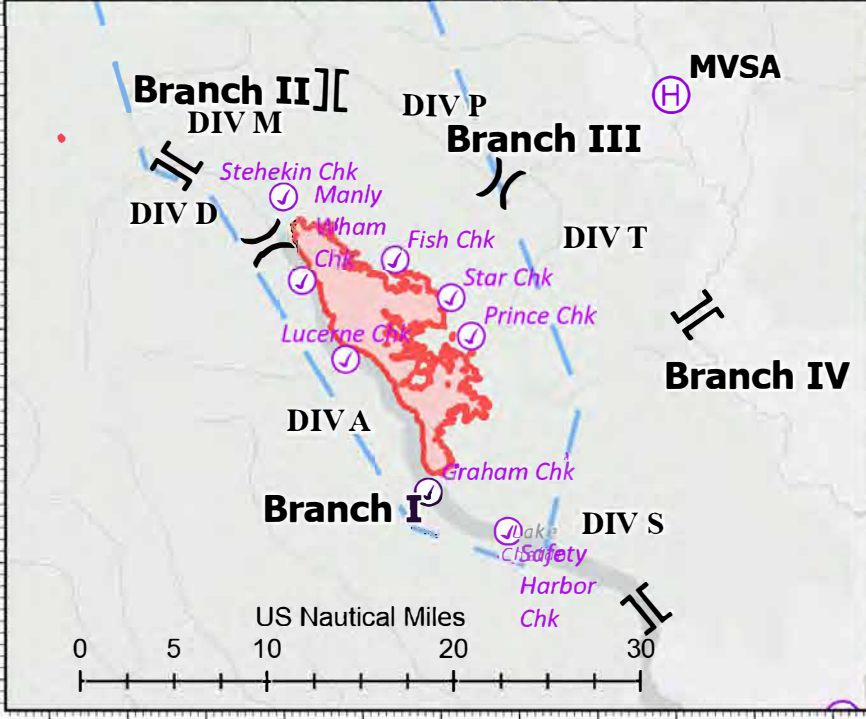 MVSA
H
Branch II
DIV P
DIV M
Branch III
Stehekin Chk
Manly
Wham
Chk
DIV D
Fish Chk
DIV T
Star Chk
Prince Chk
Lucerne Chk
Branch IV
DIV A
Graham Chk
Branch I
DIV S
Lake
Safety
Harbor
Chk
US Nautical Miles
0 5 10 20 30